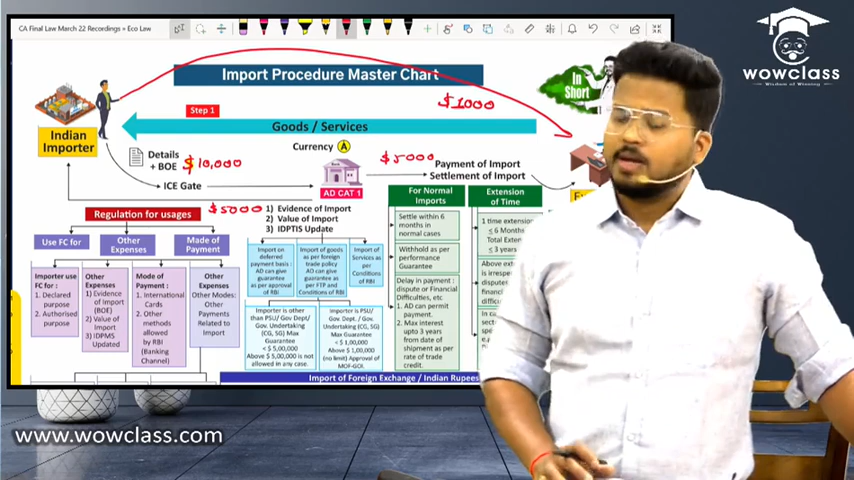 CA Final Law March 22 Recordings + Eco Law
wowclass
Wisdom of Winning
Import Procedure Master Chart
In
Short
$1000
Step 1
Goods / Services
Indian
Importer
Currency A
Details
+ BOE $10,000
$5000
Payment of Import
Settlement of Import
ICE Gate
AD CAT 1
$5000
1) Evidence of Import
2) Value of Import
3) IDPTIS Update
Regulation for usages
Use FC for
Other
Expenses
Made of
Payment
Importer use
FC for:
1. Declared
purpose
2. Authorised
purpose
Other
Expenses
1) Evidence of
Import
(BOE)
2) Value of
Import
3) IDPMS
Updated
Mode of
Payment :
1. International
Cards
2. Other
methods
allowed
by RBI
(Banking
Channel)
Other
Expenses
Other Modes:
Other
Payments
Related to
Import
Import on
deferred
payment basis :
AD can give
guarantee
as per approval
of RBI
Import of goods
as per foreign
trade policy
AD can give
guarantee as
per FTP and
Conditions of RBI
Import of
Services as
per
Conditions
of RBI
Importer is other
than PSU/ Gov Dept/
Gov. Undertaking
(CG, SG) Max
Guarantee
< $5,00,000
Above $ 5,00,000 is not
allowed in any case.
Importer is PSU/
Gov. Dept. / Gov.
Undertaking (CG, SG)
Max Guarantee
< $1,00,000
Above $ 1,00,000
(no limit) Approval of
MOF-GOI.
For Normal
Imports
Settle within 6
months in
normal cases
Withhold as per
performance
Guarantee
Delay in payment :
dispute or Financial
Difficulties, etc
1. AD can permit
payment.
2. Max interest
upto 3 years
from date of
shipment as per
rate of trade
credit.
Extension
of Time
1 time extension
≤ 6 Months
Total Exten
≤ 3 years
Above
is irrespe
disputes
financial
difficul
In ca
sect
spe
Import of Foreign Exchange / Indian Rupees
www.wowclass.com